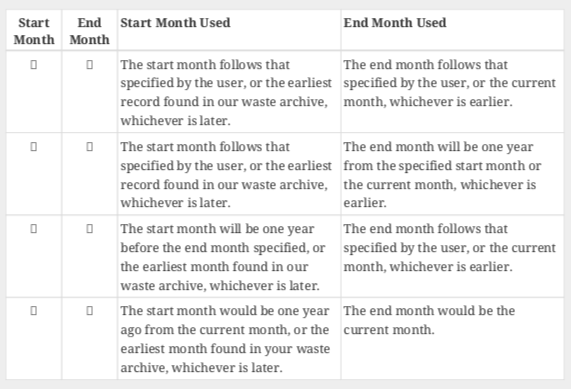 Start Month
End Month
Start Month Used
End Month Used
The start month follows that
specified by the user, or the earliest
record found in our waste archive,
whichever is later.
The end month follows that
specified by the user, or the current
month, whichever is earlier.
The start month follows that
specified by the user, or the earliest
record found in our waste archive,
whichever is later.
The end month will be one year
from the specified start month or
the current month, whichever is
earlier.
The start month will be one year
before the end month specified, or
the earliest month found in our
waste archive, whichever is later.
The end month follows that
specified by the user, or the current
month, whichever is earlier.
The start month would be one year
ago from the current month, or the
earliest month found in your waste
archive, whichever is later.
The end month would be the
current month.